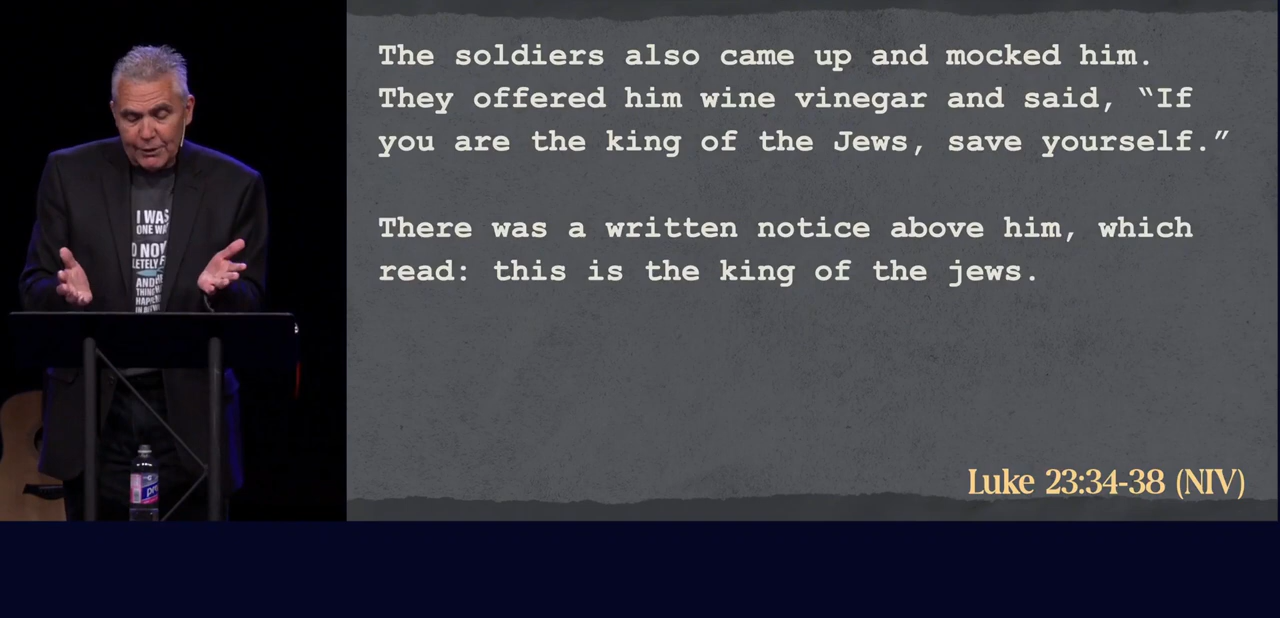 The soldiers also came up and mocked him.
They offered him wine vinegar and said, “If
you are the king of the Jews, save yourself.”
There was a written notice above him, which
read: this is the king of the jews.
Luke 23:34-38 (NIV)
I WAS
ONE WAY
NOW
AND